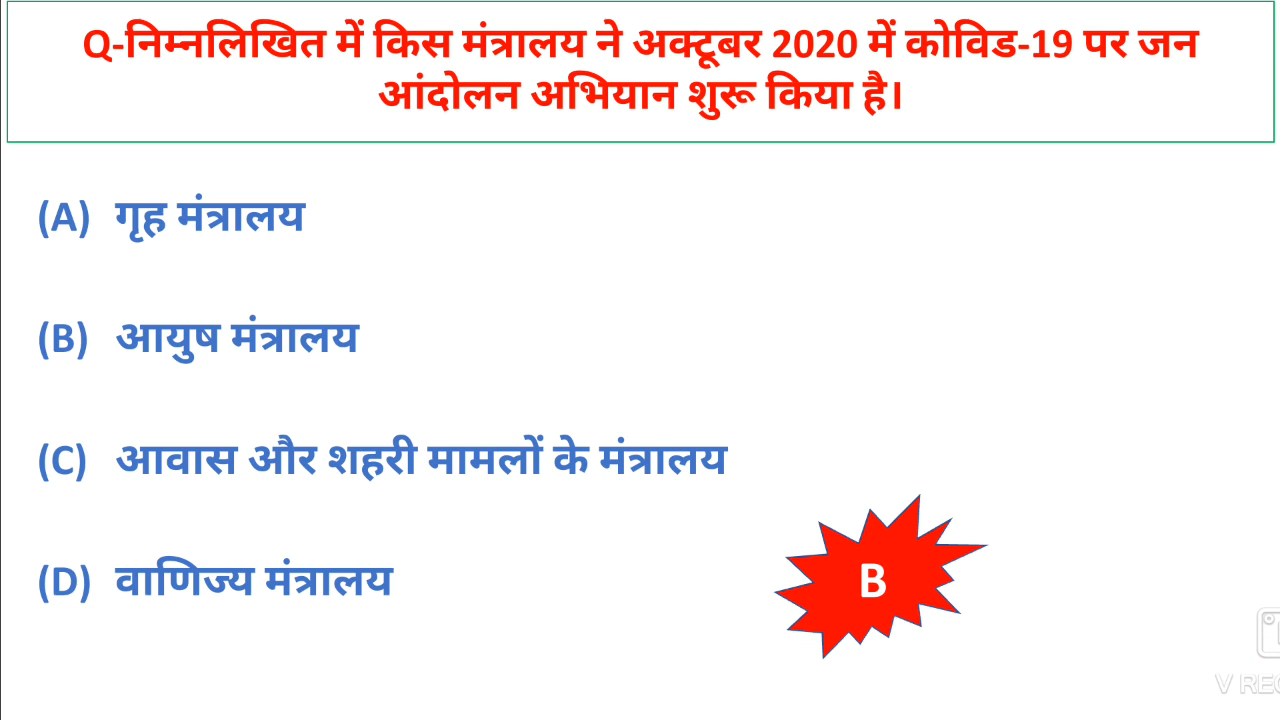 Q-निम्नलिखित में किस मंत्रालय ने अक्टूबर 2020 में कोविड-19 पर जन
आंदोलन अभियान शुरू किया है।
(A) गृह मंत्रालय
(B) आयुष मंत्रालय
(C) आवास और शहरी मामलों के मंत्रालय
(D) वाणिज्य मंत्रालय
B
V REC